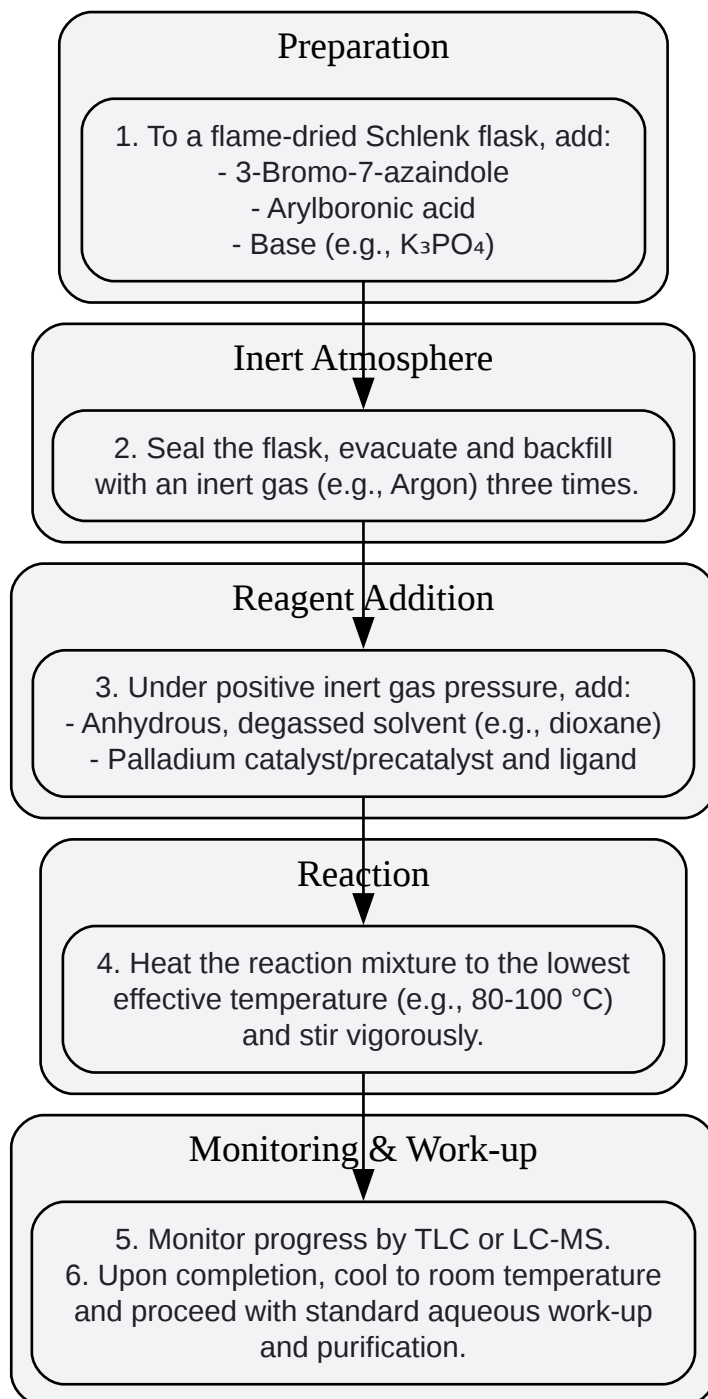 Preparation
1. To a flame-dried Schlenk flask, add:
- 3-Bromo-7-azaindole
- Arylboronic acid
- Base (e.g., K₃PO₄)
Inert Atmosphere
2. Seal the flask, evacuate and backfill
with an inert gas (e.g., Argon) three times.
Reagent Addition
3. Under positive inert gas pressure, add:
- Anhydrous, degassed solvent (e.g., dioxane)
- Palladium catalyst/precatalyst and ligand
Reaction
4. Heat the reaction mixture to the lowest
effective temperature (e.g., 80-100 °C)
and stir vigorously.
Monitoring & Work-up
5. Monitor progress by TLC or LC-MS.
6. Upon completion, cool to room temperature
and proceed with standard aqueous work-up
and purification.